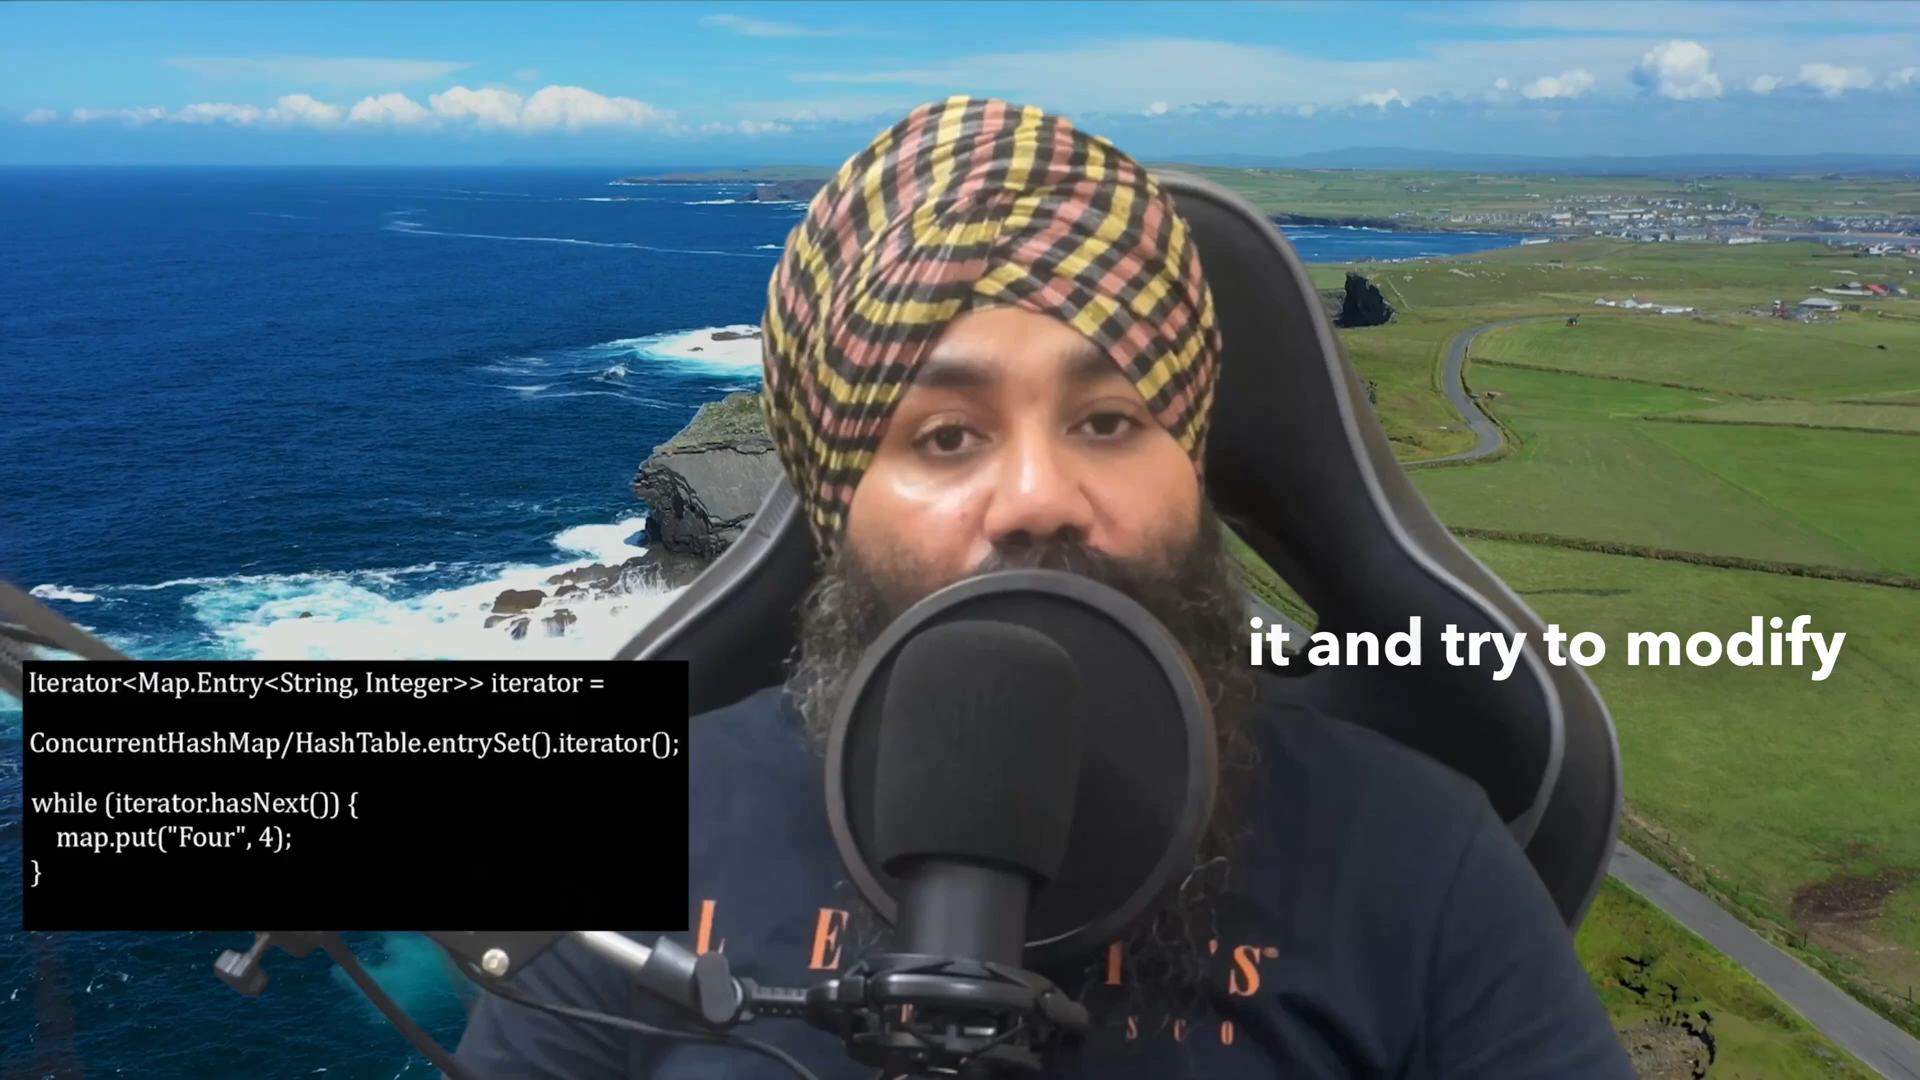 it and try to modify
Iterator<Map.Entry<String, Integer>> iterator =
ConcurrentHashMap/HashTable.entrySet().iterator();
while (iterator.hasNext()) {
map.put("Four", 4);
}